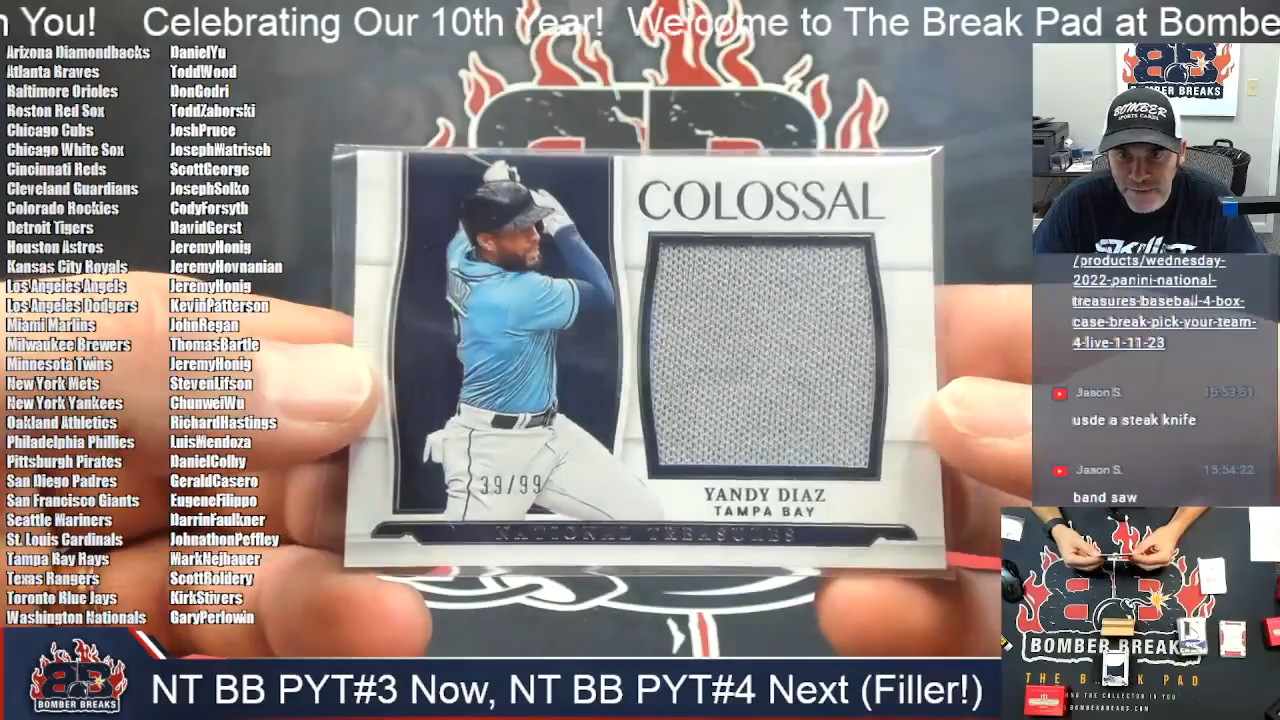 n You! Celebrating Our 10th Year! Welcome to The Break Pad at Bombe
Arizona Diamondbacks DanielYu
Atlanta Braves ToddWood
Baltimore Orioles DonGodri
Boston Red Sox ToddZaborski
Chicago Cubs JoshPruce
Chicago White Sox JosephMatrisch
Cincinnati Reds ScottGeorge
Cleveland Guardians JosephSolko
Colorado Rockies CodyForsyth
Detroit Tigers DavidGerst
Houston Astros JeremyHonig
Kansas City Royals JeremyHovnanian
Los Angeles Angels JeremyHonig
Los Angeles Dodgers KevinPatterson
Miami Marlins JohnRegan
Milwaukee Brewers ThomasBartle
Minnesota Twins JeremyHonig
New York Mets StevenLifson
New York Yankees ChunweiWu
Oakland Athletics RichardHastings
Philadelphia Phillies LuisMendoza
Pittsburgh Pirates DanielColby
San Diego Padres GeraldCasero
San Francisco Giants EugeneFilippo
Seattle Mariners DarrinFaulkner
St. Louis Cardinals JohnathonPeffley
Tampa Bay Rays MarkNejbauer
Texas Rangers ScottBoldery
Toronto Blue Jays KirkStivers
Washington Nationals GaryPerlowin
COLOSSAL
39/99
YANDY DIAZ
TAMPA BAY
NATIONAL TREASURES
BOMBER BREAKS
BOMBER
SPORTS CARDS
Skillet
/products/wednesday-
2022-panini-national-
treasures-baseball-4-box-
case-break-pick-your-team-
4-live-1-11-23
Jason S. 15:53:51
usde a steak knife
Jason S. 15:54:22
band saw
BOMBER BREAKS
THE BREAK PAD
BOMBERBREAKS.COM
BOMBER BREAKS
NT BB PYT#3 Now, NT BB PYT#4 Next (Filler!)